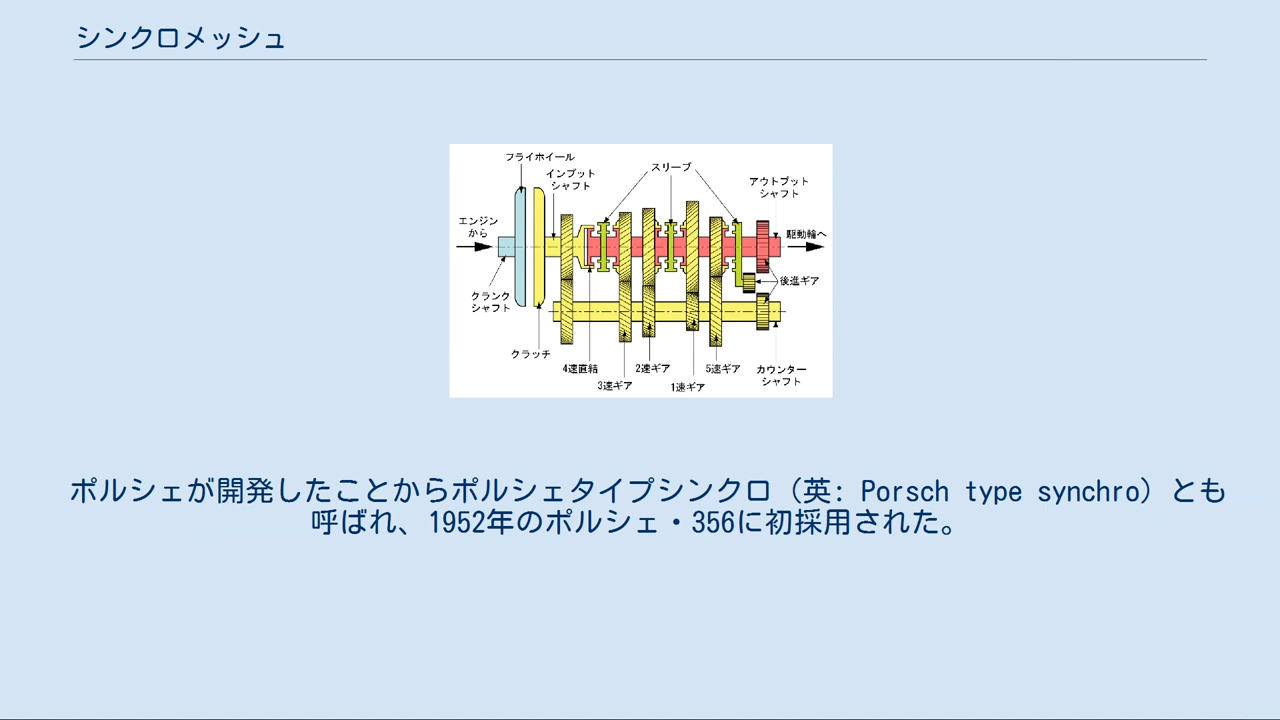 シンクロメッシュ
フライホイール
インプット
シャフト
スリーブ
アウトプット
シャフト
エンジン
から
駆動輪へ
後進ギア
クランク
シャフト
クラッチ
4速直結
3速ギア
2速ギア
1速ギア
5速ギア
カウンター
シャフト
ポルシェが開発したことからポルシェタイプシンクロ（英: Porsch type synchro）とも
呼ばれ、1952年のポルシェ・356に初採用された。